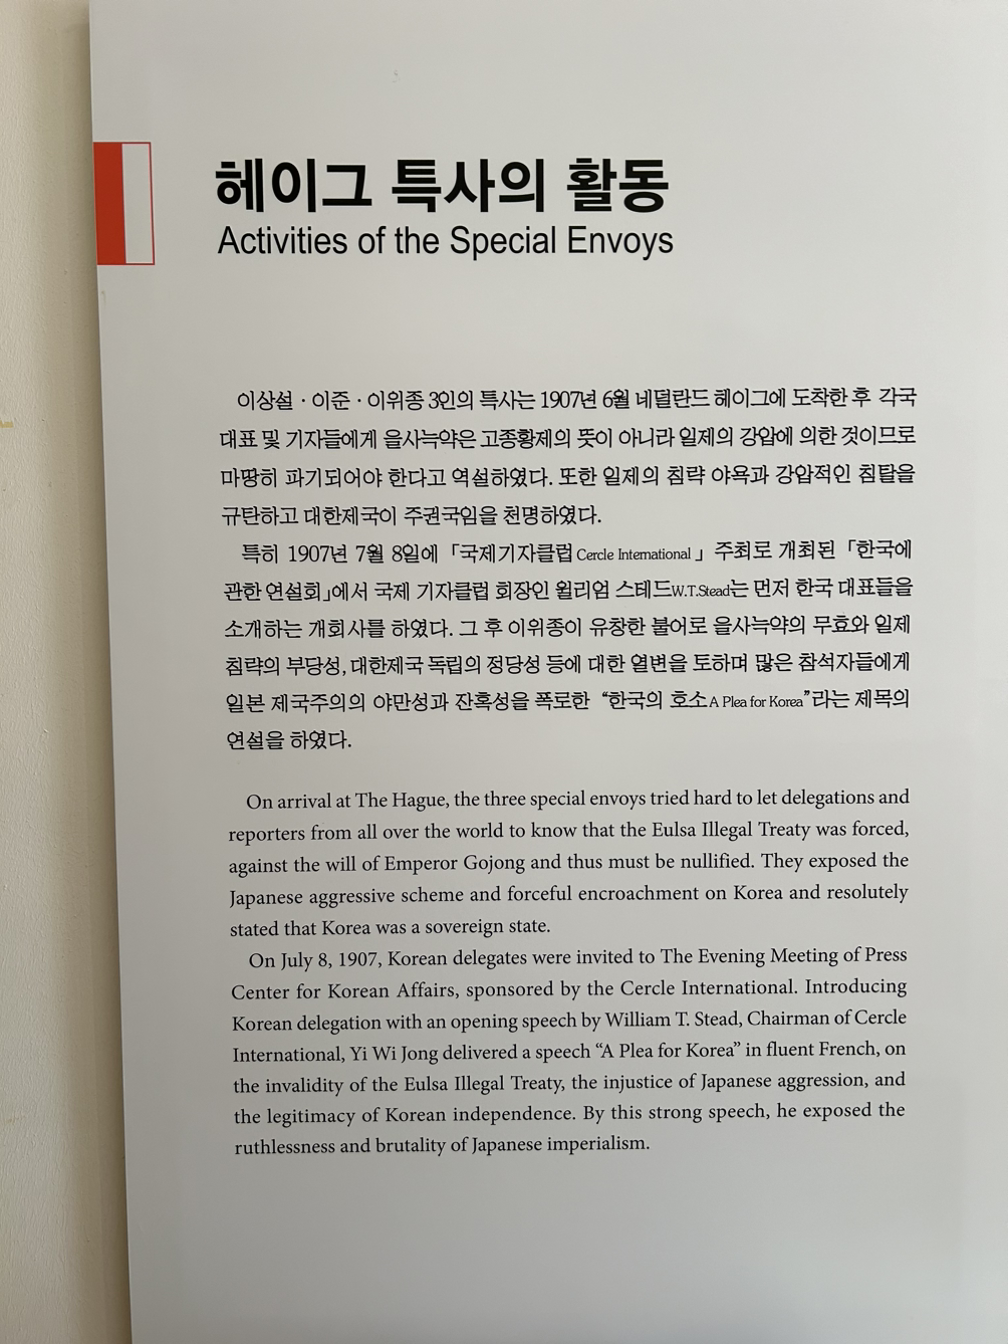 헤이그 특사의 활동
Activities of the Special Envoys
이상설 · 이준 · 이위종 3인의 특사는 1907년 6월 네덜란드 헤이그에 도착한 후 각국
대표 및 기자들에게 을사늑약은 고종황제의 뜻이 아니라 일제의 강압에 의한 것이므로
마땅히 파기되어야 한다고 역설하였다. 또한 일제의 침략 야욕과 강압적인 침탈을
규탄하고 대한제국이 주권국임을 천명하였다.
특히 1907년 7월 8일에 「국제기자클럽Cercle International」 주최로 개최된 「한국에
관한 연설회」에서 국제 기자클럽 회장인 윌리엄 스테드W.T.Stead는 먼저 한국 대표들을
소개하는 개회사를 하였다. 그 후 이위종이 유창한 불어로 을사늑약의 무효와 일제
침략의 부당성, 대한제국 독립의 정당성 등에 대한 열변을 토하며 많은 참석자들에게
일본 제국주의의 야만성과 잔혹성을 폭로한 “한국의 호소A Plea for Korea”라는 제목의
연설을 하였다.
On arrival at The Hague, the three special envoys tried hard to let delegations and
reporters from all over the world to know that the Eulsa Illegal Treaty was forced,
against the will of Emperor Gojong and thus must be nullified. They exposed the
Japanese aggressive scheme and forceful encroachment on Korea and resolutely
stated that Korea was a sovereign state.
On July 8, 1907, Korean delegates were invited to The Evening Meeting of Press
Center for Korean Affairs, sponsored by the Cercle International. Introducing
Korean delegation with an opening speech by William T. Stead, Chairman of Cercle
International, Yi Wi Jong delivered a speech “A Plea for Korea” in fluent French, on
the invalidity of the Eulsa Illegal Treaty, the injustice of Japanese aggression, and
the legitimacy of Korean independence. By this strong speech, he exposed the
ruthlessness and brutality of Japanese imperialism.